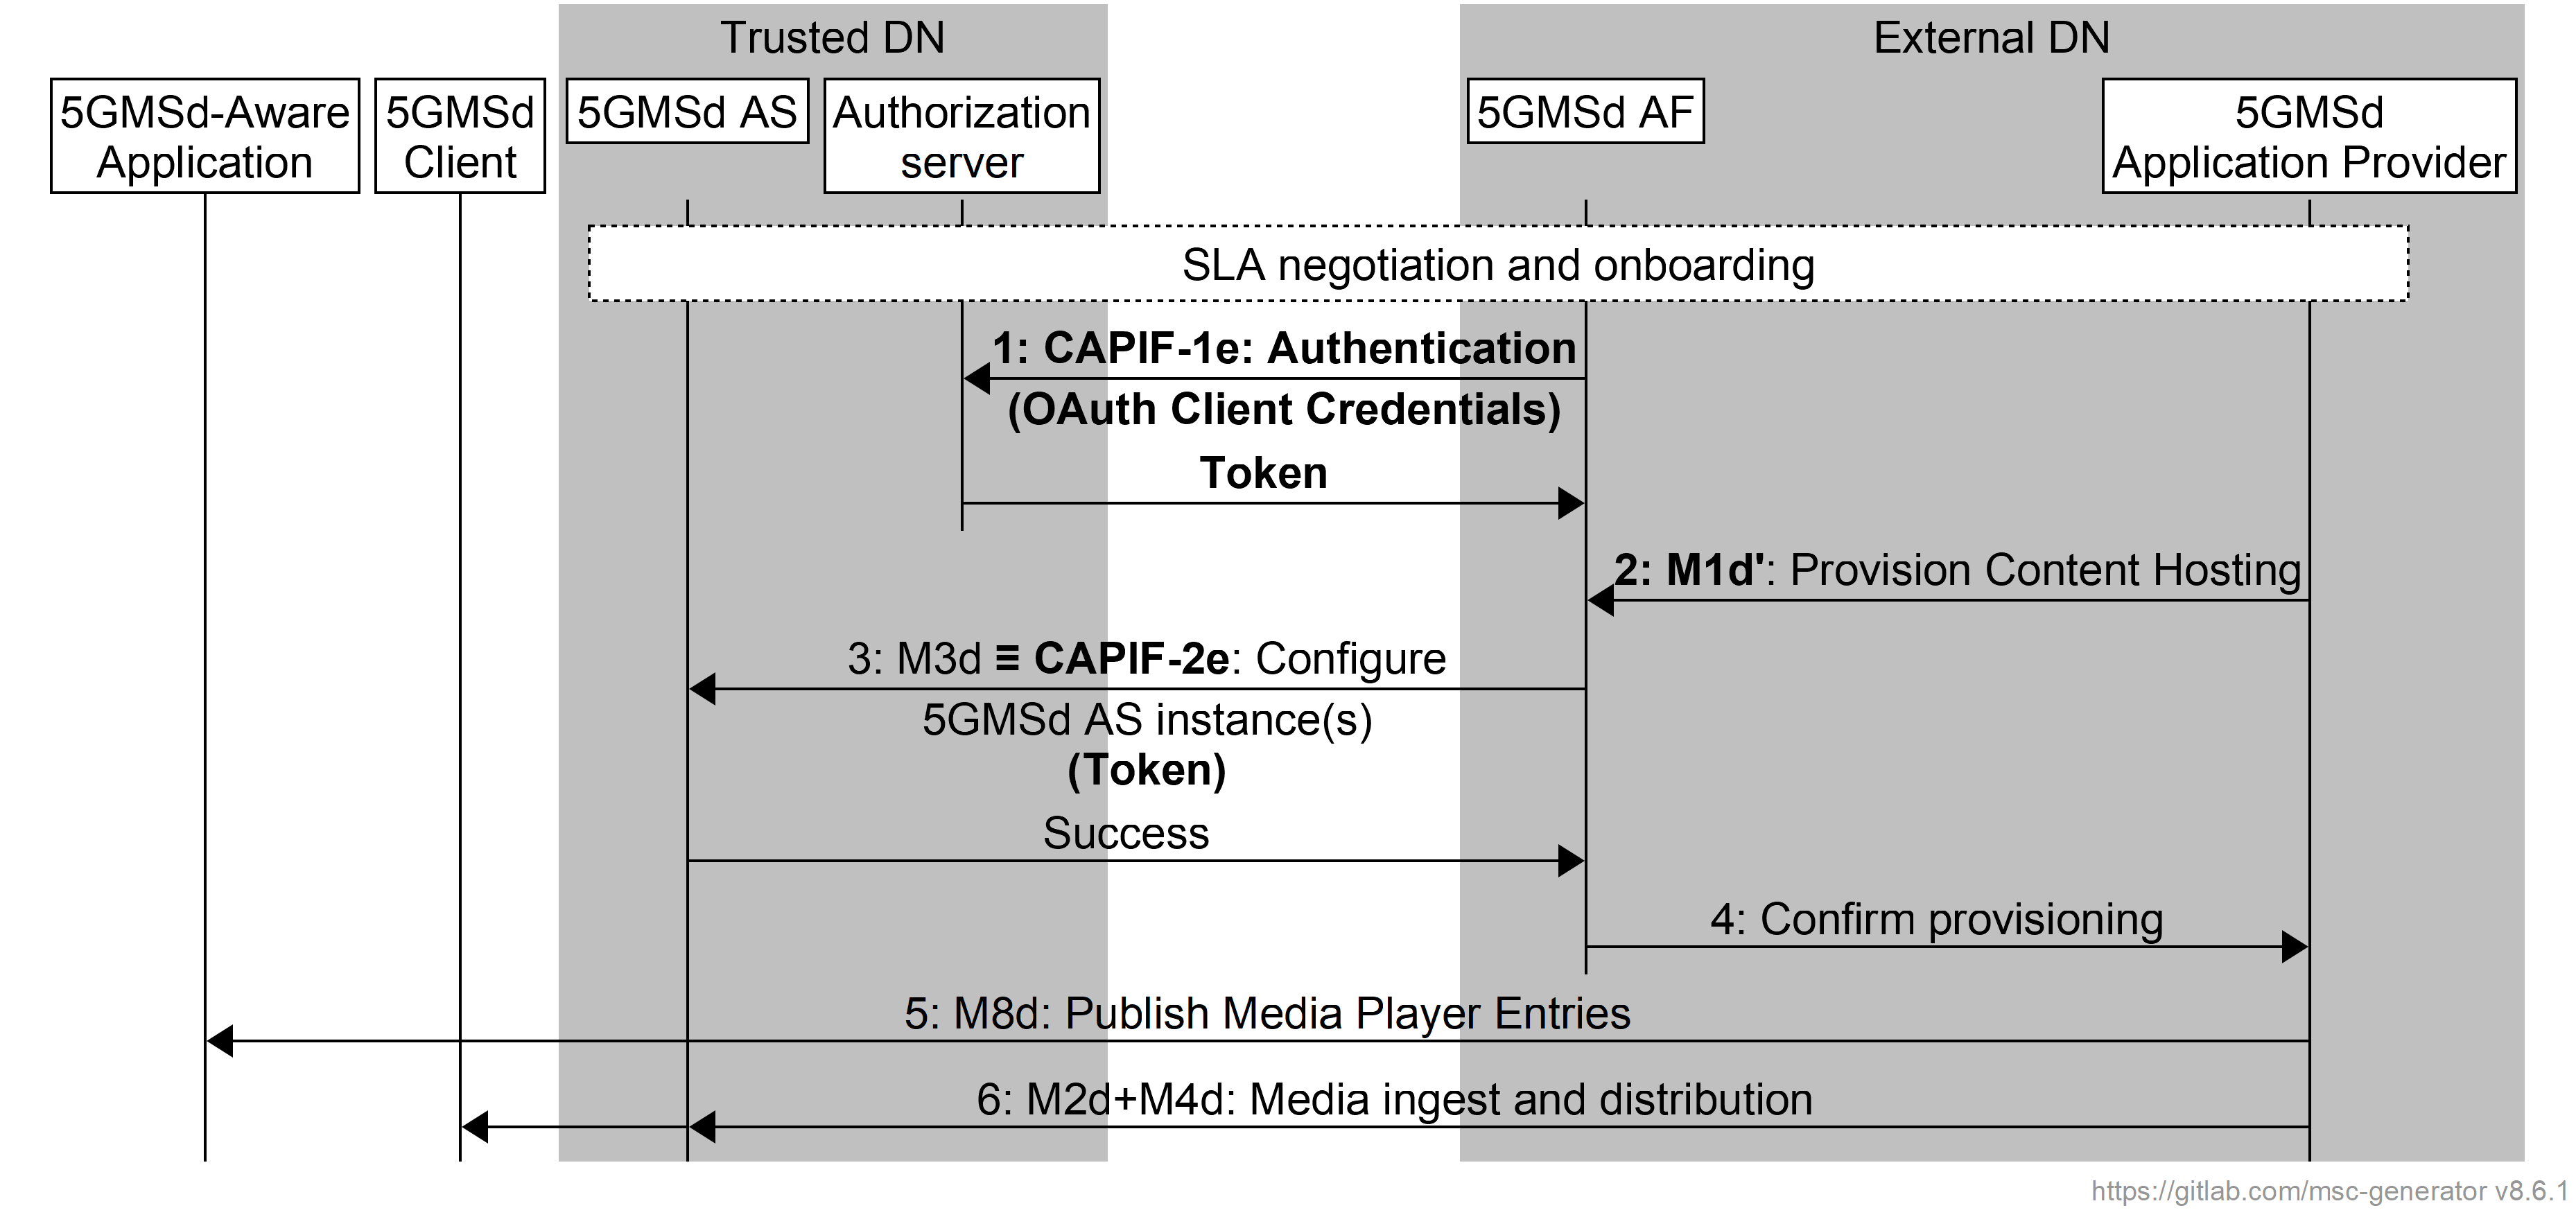 Trusted DN
External DN
5GMSd-Aware
Application
5GMSd
Client
5GMSd AS
Authorization
server
5GMSd AF
5GMSd
Application Provider
SLA negotiation and onboarding
1: CAPIF-1e: Authentication
(OAuth Client Credentials)
Token
2: M1d': Provision Content Hosting
3: M3d ≡ CAPIF-2e: Configure
5GMSd AS instance(s)
(Token)
Success
4: Confirm provisioning
5: M8d: Publish Media Player Entries
6: M2d+M4d: Media ingest and distribution
https://gitlab.com/msc-generator v8.6.1